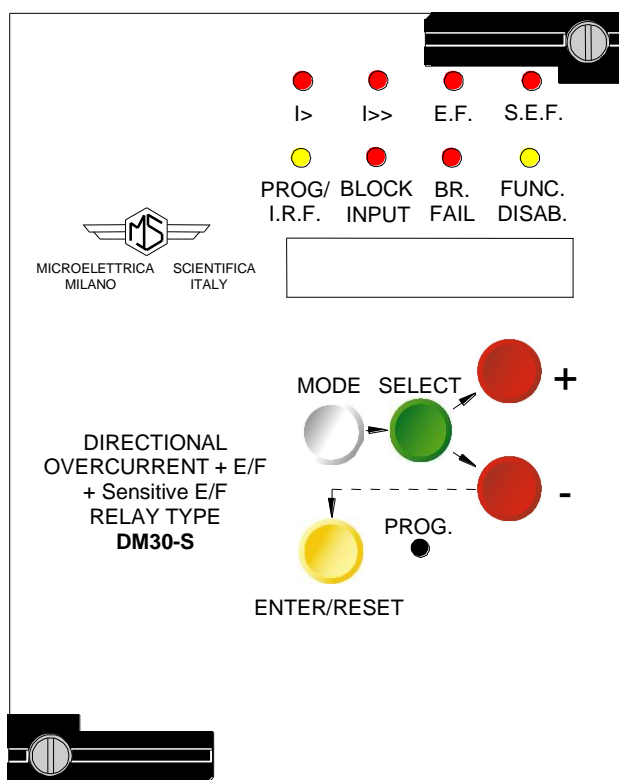 I> I>> E.F. S.E.F.
PROG/ BLOCK BR. FUNC.
I.R.F. INPUT FAIL DISAB.
MS
MICROELETTRICA SCIENTIFICA
MILANO ITALY
MODE SELECT +
DIRECTIONAL
OVERCURRENT + E/F
+ Sensitive E/F
RELAY TYPE
DM30-S
-
PROG.
ENTER/RESET